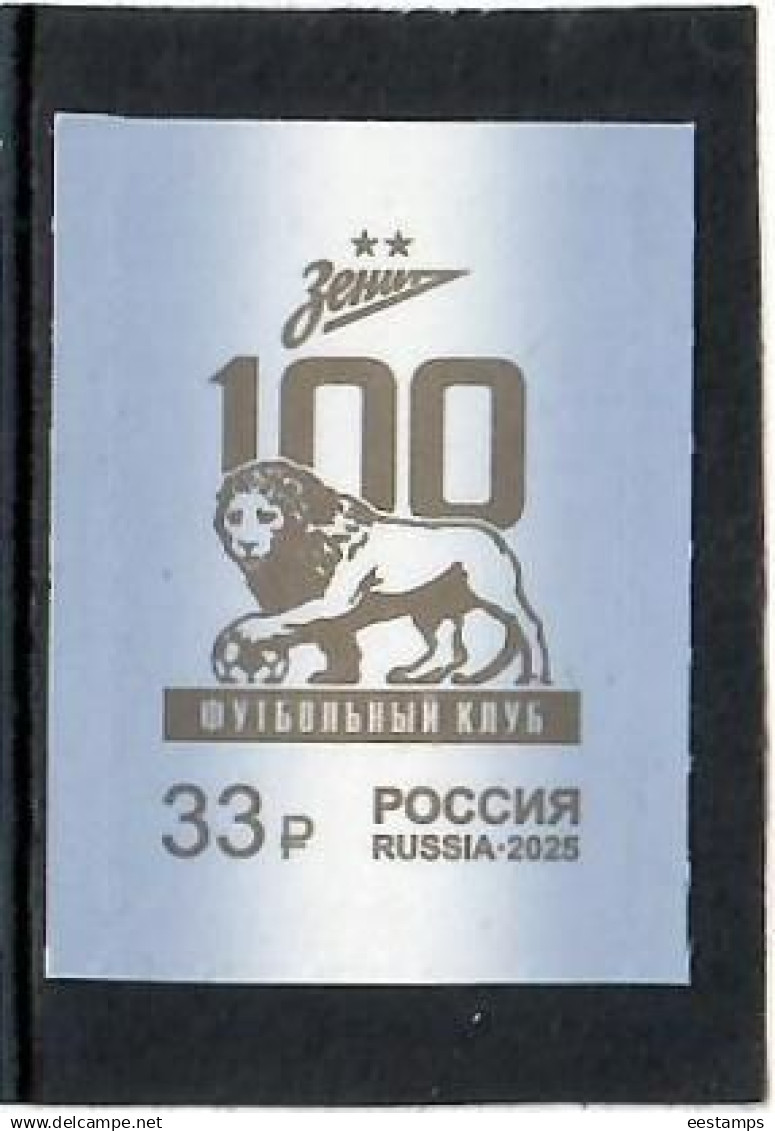 Зенит
100
ФУТБОЛЬНЫЙ КЛУБ
33 ₽ РОССИЯ
RUSSIA·2025
www.delcampe.net
eestamps